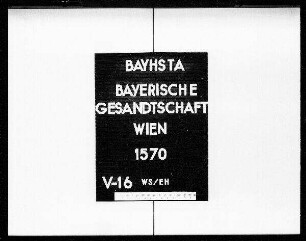 BAYHSTA
BAYERISCHE
GESANDTSCHAFT
WIEN
1570
V-16 WS/EH